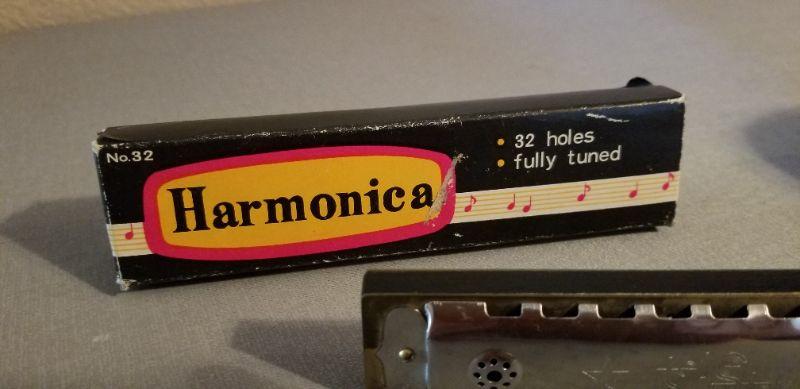 No.32
Harmonica
• 32 holes
• fully tuned